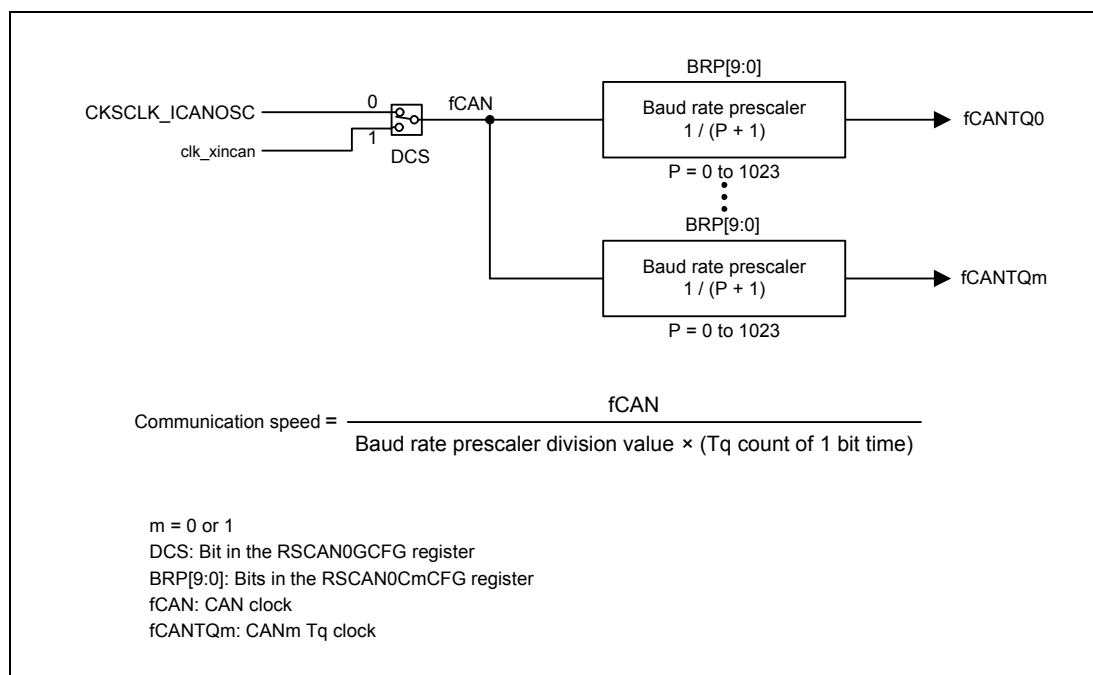 BRP[9:0]
CKSCLK_ICANOSC
0
fCAN
Baud rate prescaler
1 / (P + 1)
fCANTQ0
clk_xincan
1
DCS
P = 0 to 1023
BRP[9:0]
Baud rate prescaler
1 / (P + 1)
fCANTQm
P = 0 to 1023
Communication speed =
fCAN
Baud rate prescaler division value × (Tq count of 1 bit time)
m = 0 or 1
DCS: Bit in the RSCAN0GCFG register
BRP[9:0]: Bits in the RSCAN0CmCFG register
fCAN: CAN clock
fCANTQm: CANm Tq clock